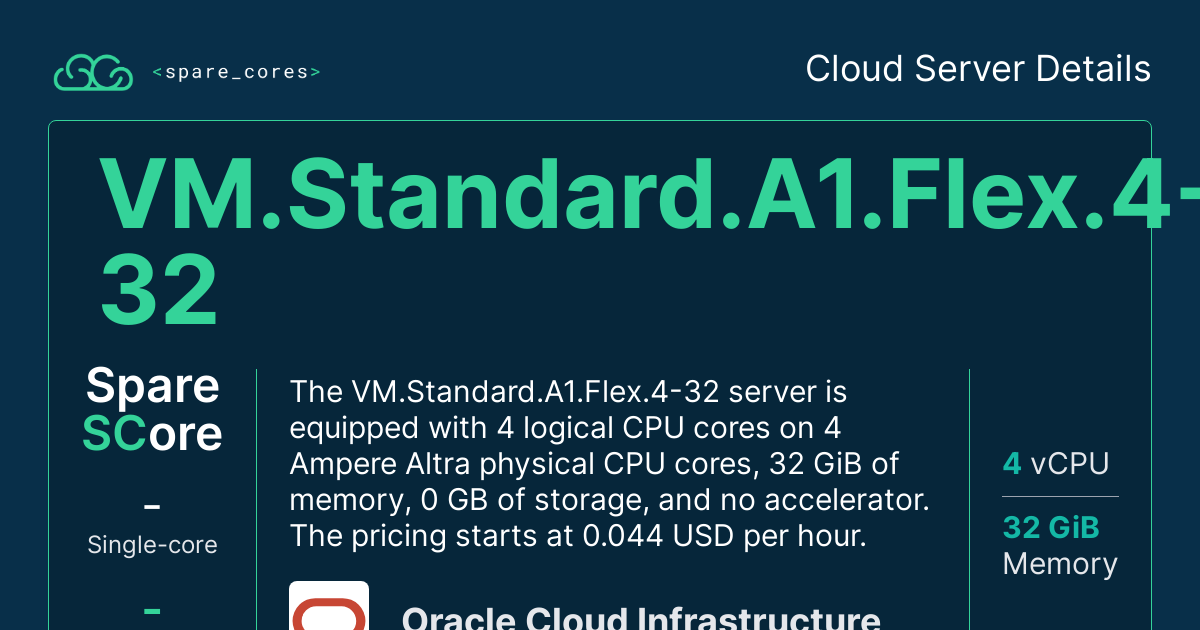 <spare_cores>
Cloud Server Details
VM.Standard.A1.Flex.4-
32
Spare
SCore
-
Single-core
-
The VM.Standard.A1.Flex.4-32 server is
equipped with 4 logical CPU cores on 4
Ampere Altra physical CPU cores, 32 GiB of
memory, 0 GB of storage, and no accelerator.
The pricing starts at 0.044 USD per hour.
Oracle Cloud Infrastructure
4 vCPU
32 GiB
Memory